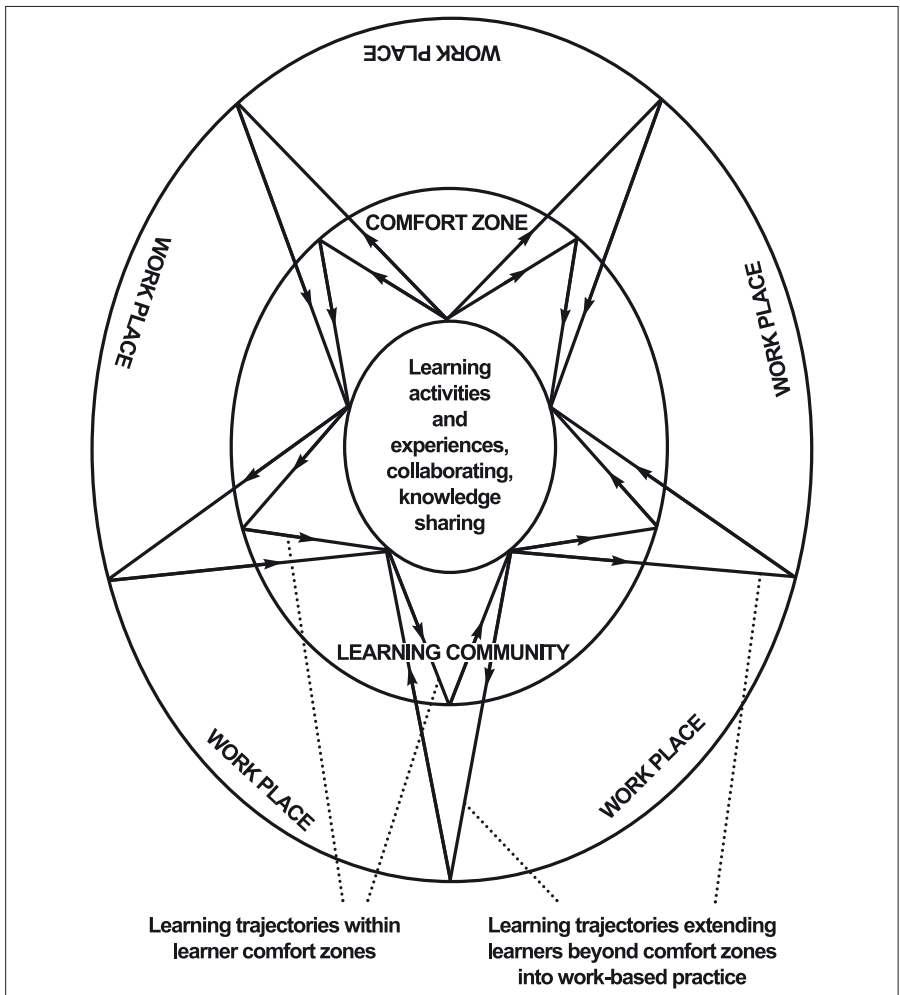 WORK PLACE
COMFORT ZONE
WORK PLACE
WORK PLACE
Learning
activities
and
experiences,
collaborating,
knowledge
sharing
LEARNING COMMUNITY
WORK PLACE
WORK PLACE
Learning trajectories within
learner comfort zones
Learning trajectories extending
learners beyond comfort zones
into work-based practice